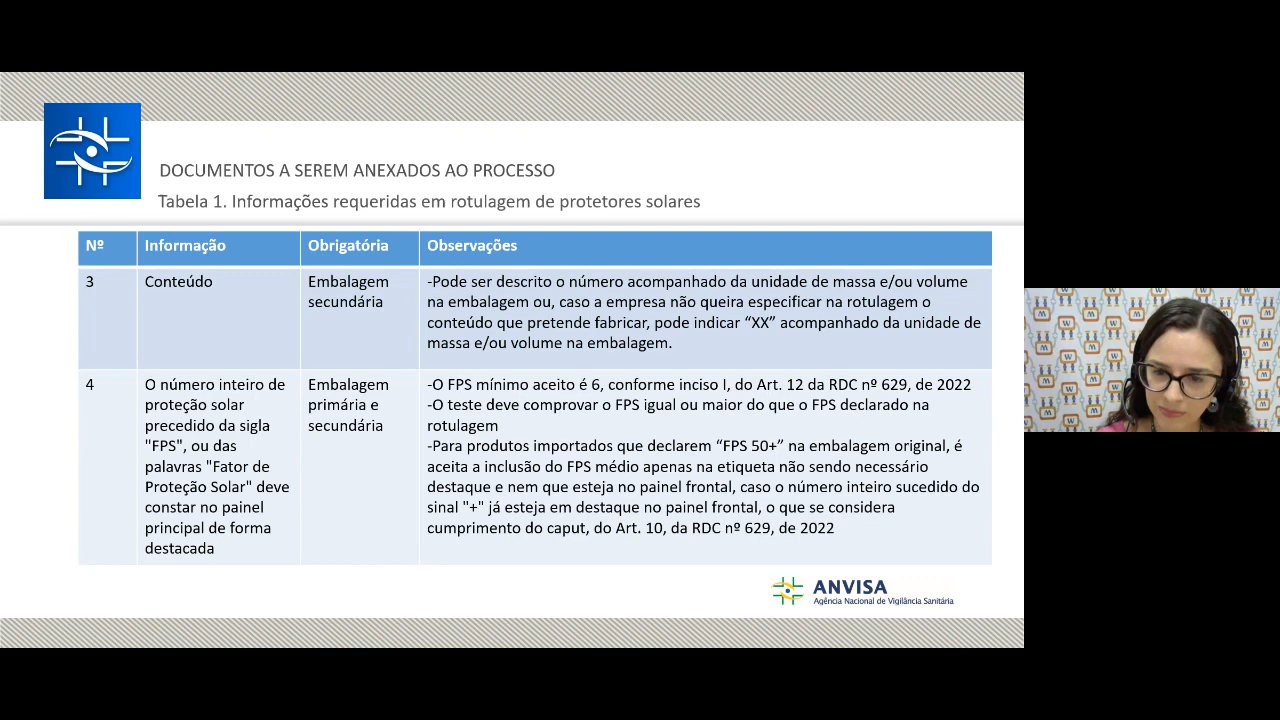 DOCUMENTOS A SEREM ANEXADOS AO PROCESSO
Tabela 1. Informações requeridas em rotulagem de protetores solares
Nº
Informação
Obrigatória
Observações
3
Conteúdo
Embalagem
secundária
-Pode ser descrito o número acompanhado da unidade de massa e/ou volume
na embalagem ou, caso a empresa não queira especificar na rotulagem o
conteúdo que pretende fabricar, pode indicar “XX” acompanhado da unidade de
massa e/ou volume na embalagem.
4
O número inteiro de
proteção solar
precedido da sigla
"FPS", ou das
palavras "Fator de
Proteção Solar" deve
constar no painel
principal de forma
destacada
Embalagem
primária e
secundária
-O FPS mínimo aceito é 6, conforme inciso I, do Art. 12 da RDC nº 629, de 2022
-O teste deve comprovar o FPS igual ou maior do que o FPS declarado na
rotulagem
-Para produtos importados que declarem “FPS 50+” na embalagem original, é
aceita a inclusão do FPS médio apenas na etiqueta não sendo necessário
destaque e nem que esteja no painel frontal, caso o número inteiro sucedido do
sinal "+" já esteja em destaque no painel frontal, o que se considera
cumprimento do caput, do Art. 10, da RDC nº 629, de 2022
ANVISA
Agência Nacional de Vigilância Sanitária